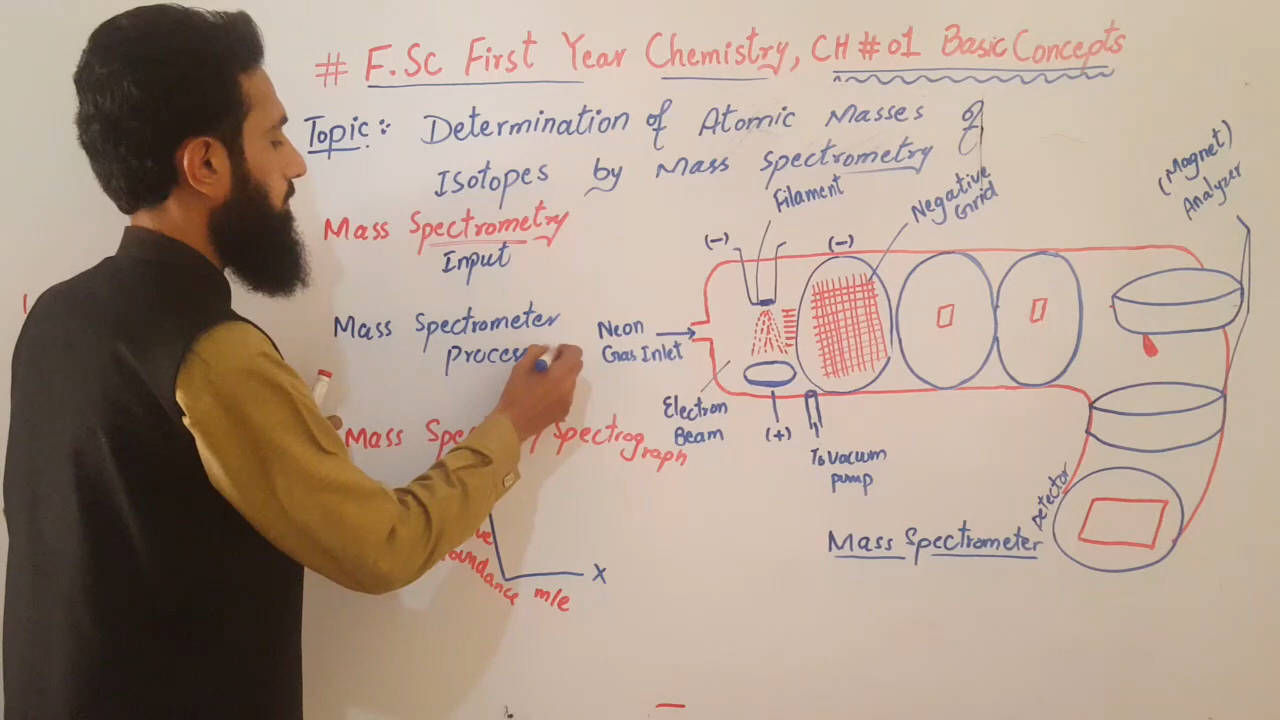 # F.Sc First Year Chemistry, CH # 01 Basic Concepts
Topic:- Determination of Atomic Masses of
Isotopes by Mass Spectrometry
Mass Spectrometry
Input
Mass Spectrometer
Process
Mass Spectrograph
X
m/e
Neon
Gas Inlet
(-)
Filament
(-)
Negative
Grid
(Magnet)
Analyzer
Electron
Beam
(+)
To Vacuum
pump
Detector
Mass Spectrometer